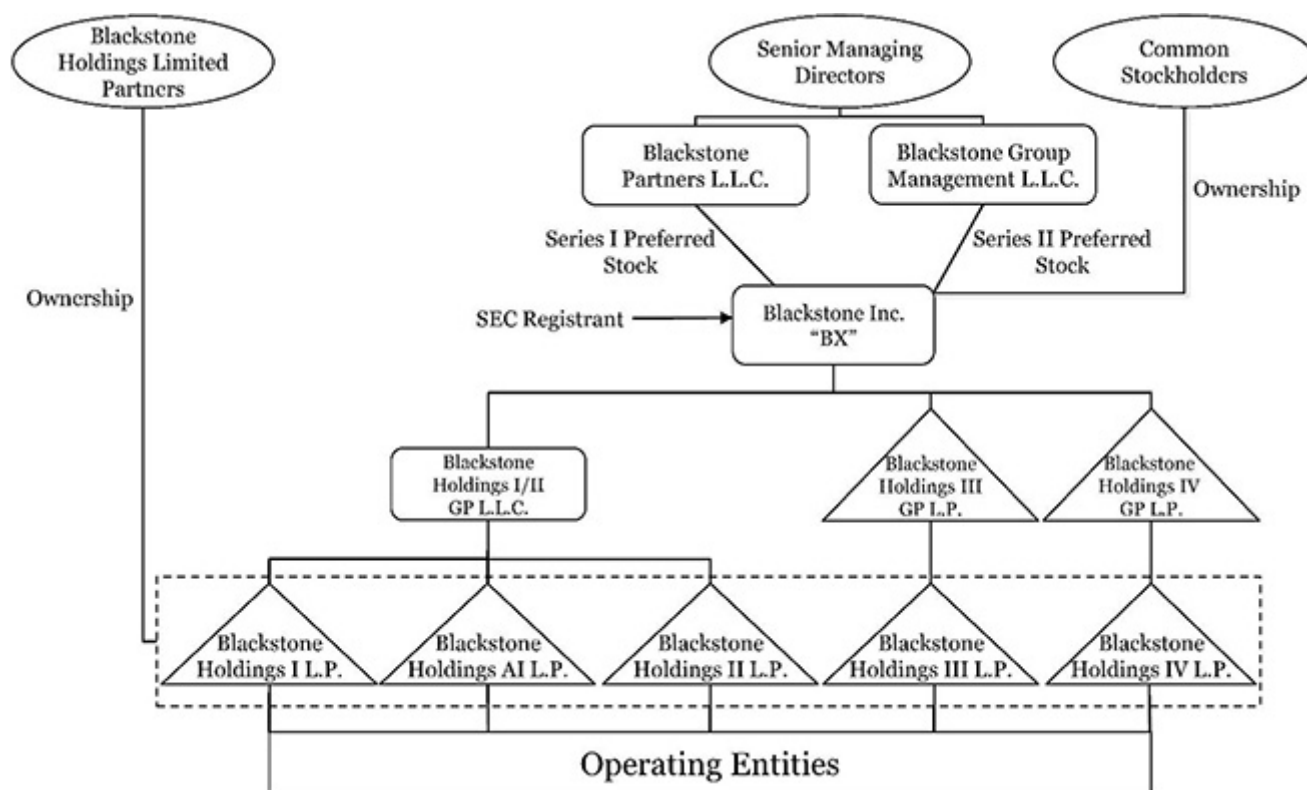 Blackstone
Holdings Limited
Partners
Senior Managing
Directors
Common
Stockholders
Blackstone
Partners L.L.C.
Blackstone Group
Management L.L.C.
Ownership
Series I Preferred
Stock
Series II Preferred
Stock
Ownership
SEC Registrant
Blackstone Inc.
“BX”
Blackstone
Holdings I/II
GP L.L.C.
Blackstone
Holdings III
GP L.P.
Blackstone
Holdings IV
GP L.P.
Blackstone
Holdings I L.P.
Blackstone
Holdings AI L.P.
Blackstone
Holdings II L.P.
Blackstone
Holdings III L.P.
Blackstone
Holdings IV L.P.
Operating Entities